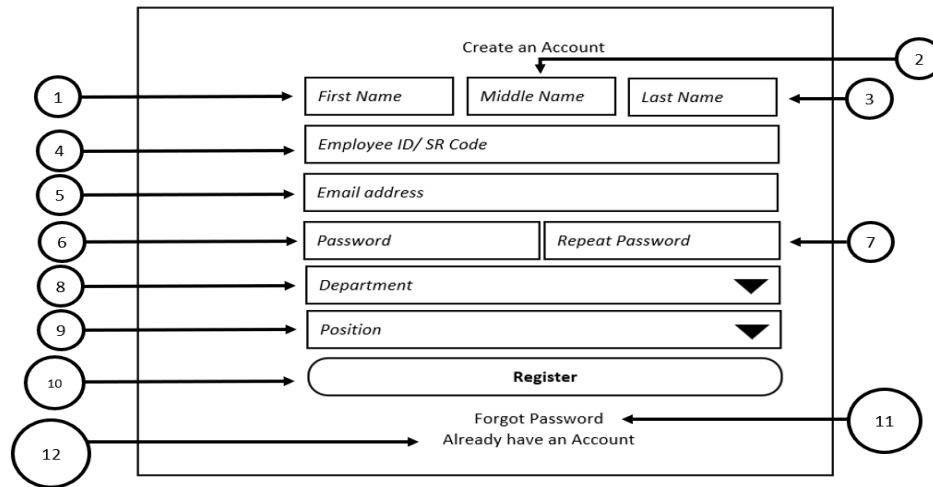 Create an Account
2
1
First Name
Middle Name
Last Name
3
4
Employee ID/ SR Code
5
Email address
6
Password
Repeat Password
7
8
Department
9
Position
10
Register
Forgot Password
11
Already have an Account
12